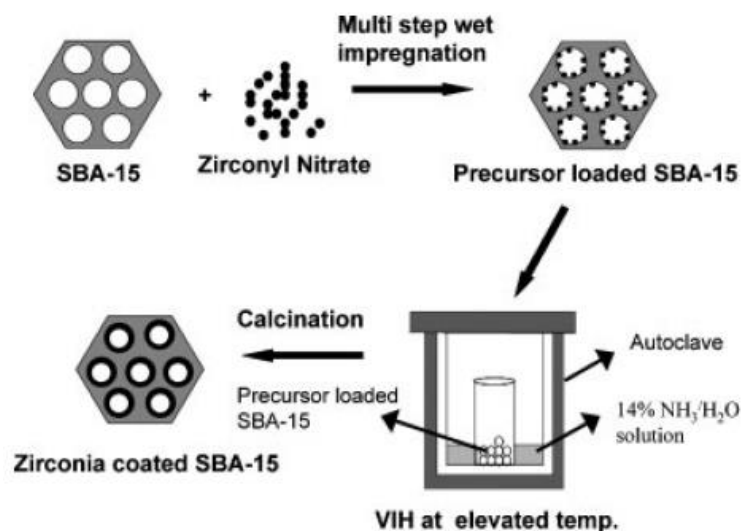 Multi step wet
impregnation
+
SBA-15
Zirconyl Nitrate
Precursor loaded SBA-15
Calcination
Autoclave
Precursor loaded
SBA-15
14% NH₃/H₂O
solution
Zirconia coated SBA-15
VIH at elevated temp.